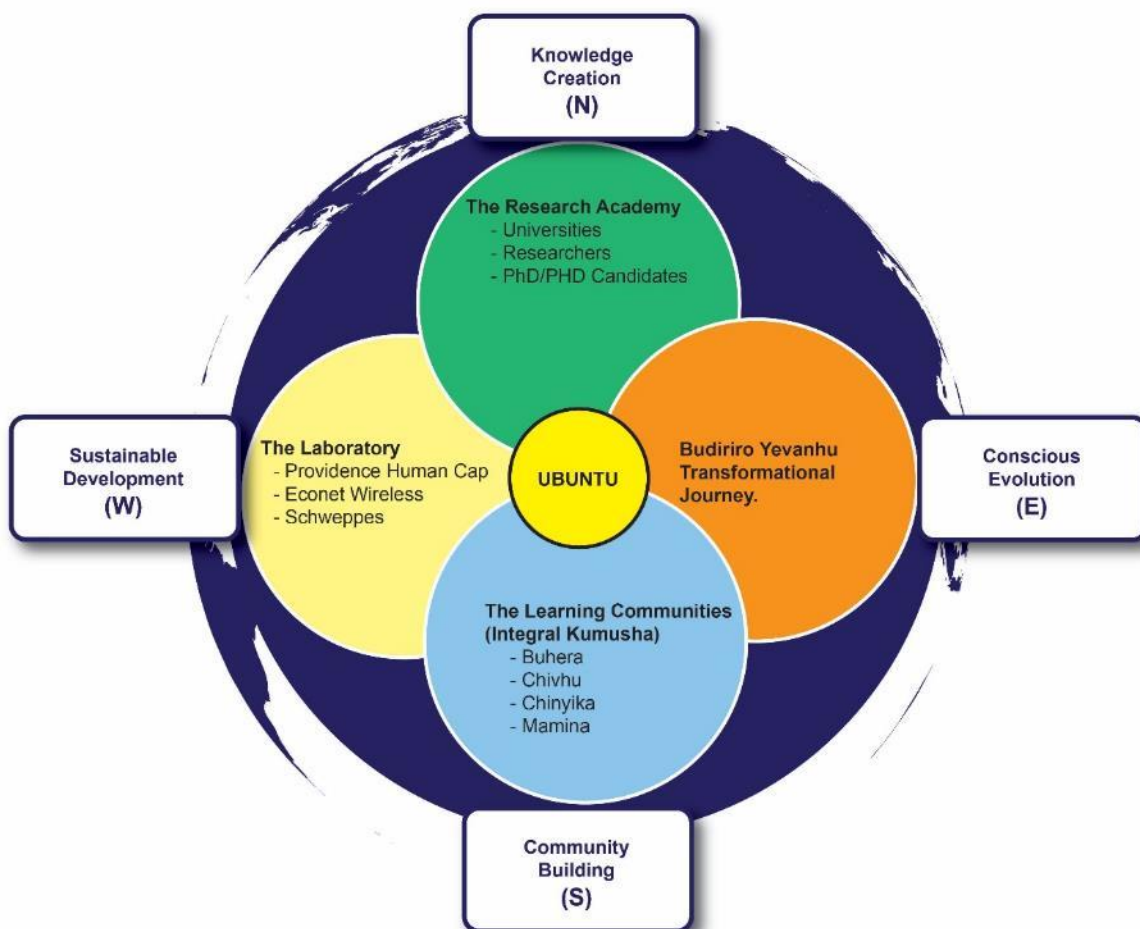 Knowledge
Creation
(N)
The Research Academy
- Universities
- Researchers
- PhD/PHD Candidates
Sustainable
Development
(W)
The Laboratory
- Providence Human Cap
- Econet Wireless
- Schweppes
UBUNTU
Budiriro Yevanhu
Transformational
Journey.
Conscious
Evolution
(E)
The Learning Communities
(Integral Kumusha)
- Buhera
- Chivhu
- Chinyika
- Mamina
Community
Building
(S)